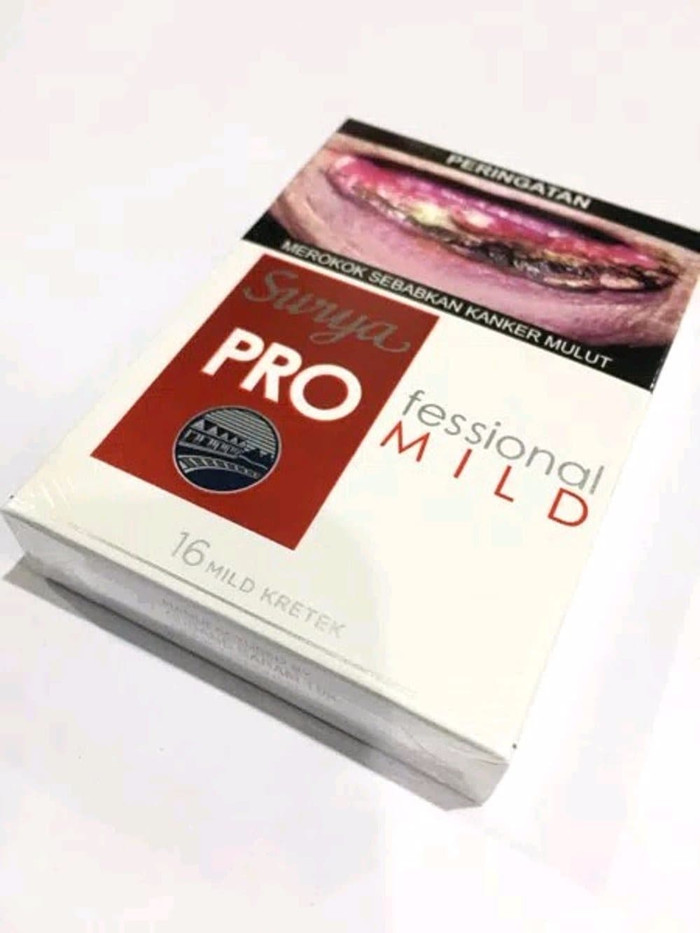 PERINGATAN
MEROKOK SEBABKAN KANKER MULUT
Surya
PRO
fessional
MILD
16 MILD KRETEK